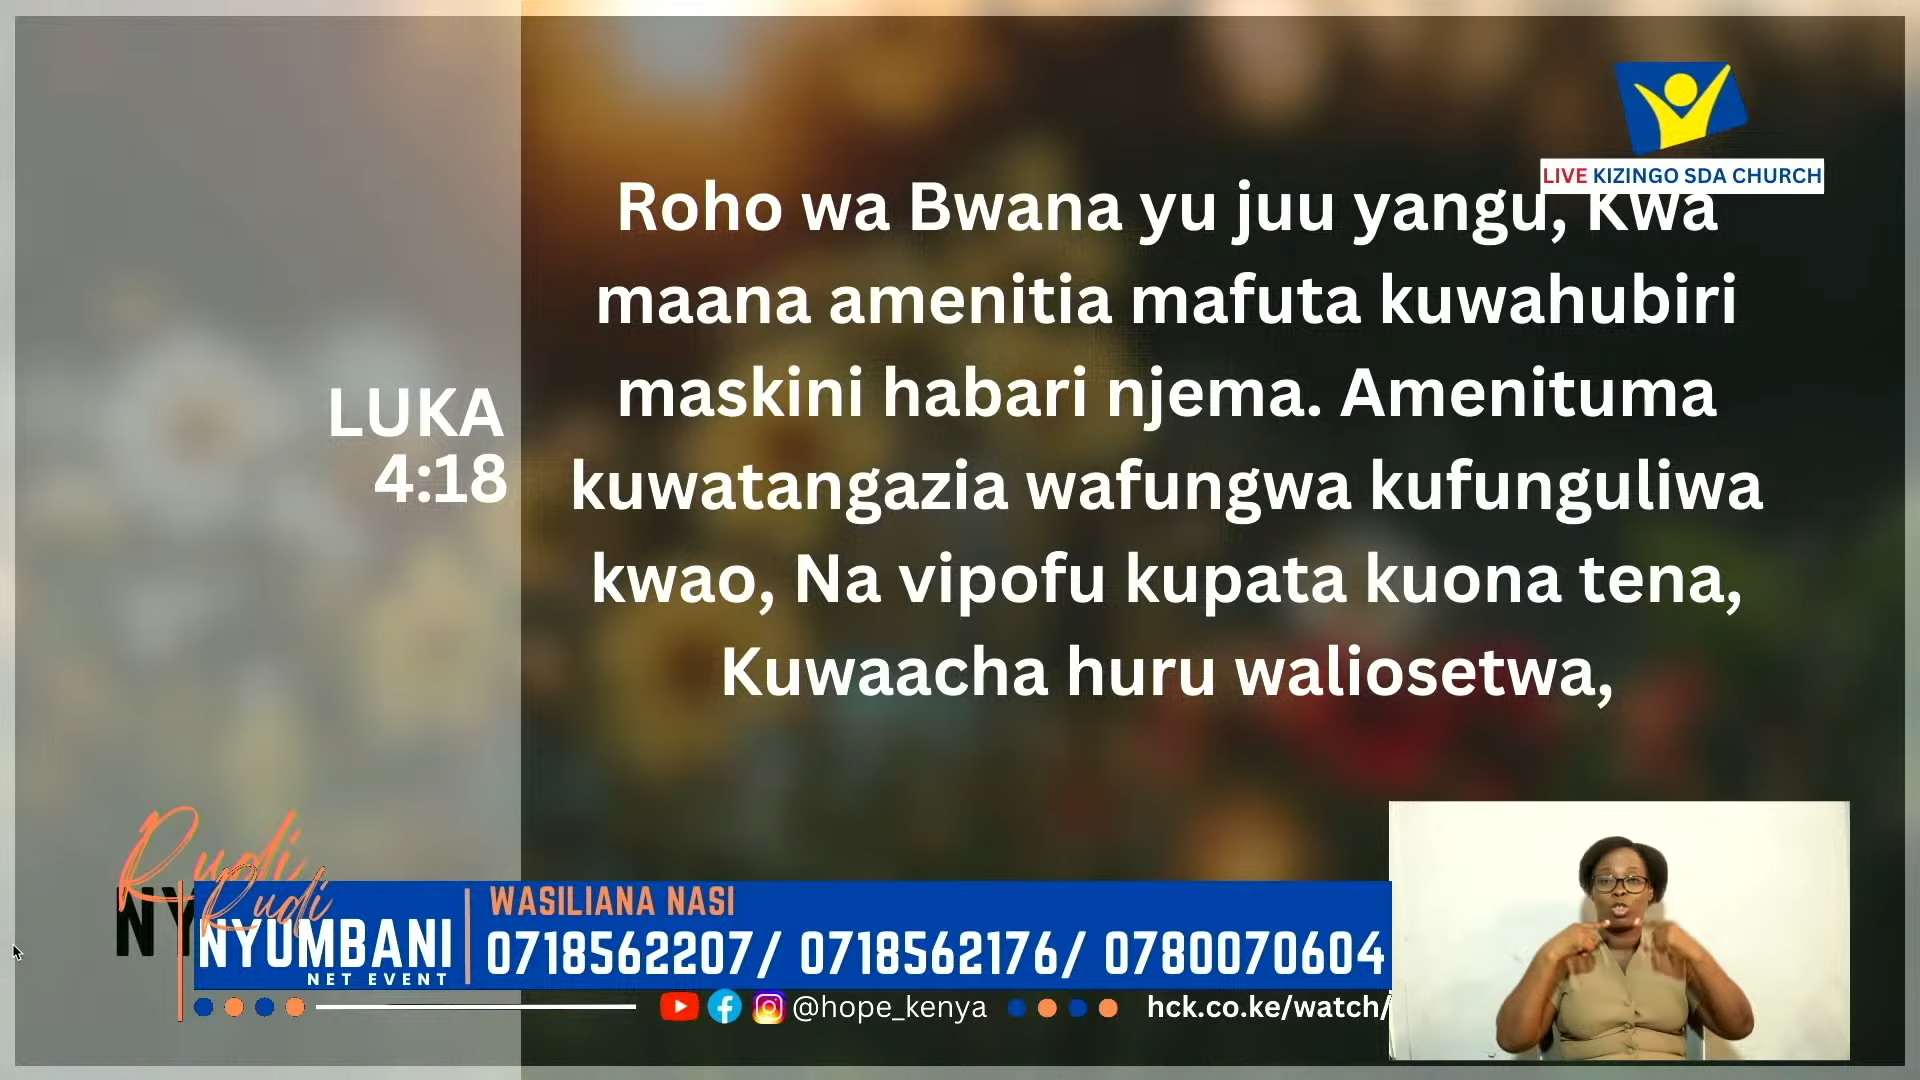 LIVE KIZINGO SDA CHURCH
Roho wa Bwana yu juu yangu, Kwa
maana amenitia mafuta kuwahubiri
maskini habari njema. Amenituma
kuwatangazia wafungwa kufunguliwa
kwao, Na vipofu kupata kuona tena,
Kuwaacha huru waliosetwa,
LUKA
4:18
Rudi
NY
Rudi
NYUMBANI
NET EVENT
WASILIANA NASI
0718562207/ 0718562176/ 0780070604
@hope_kenya
hck.co.ke/watch/